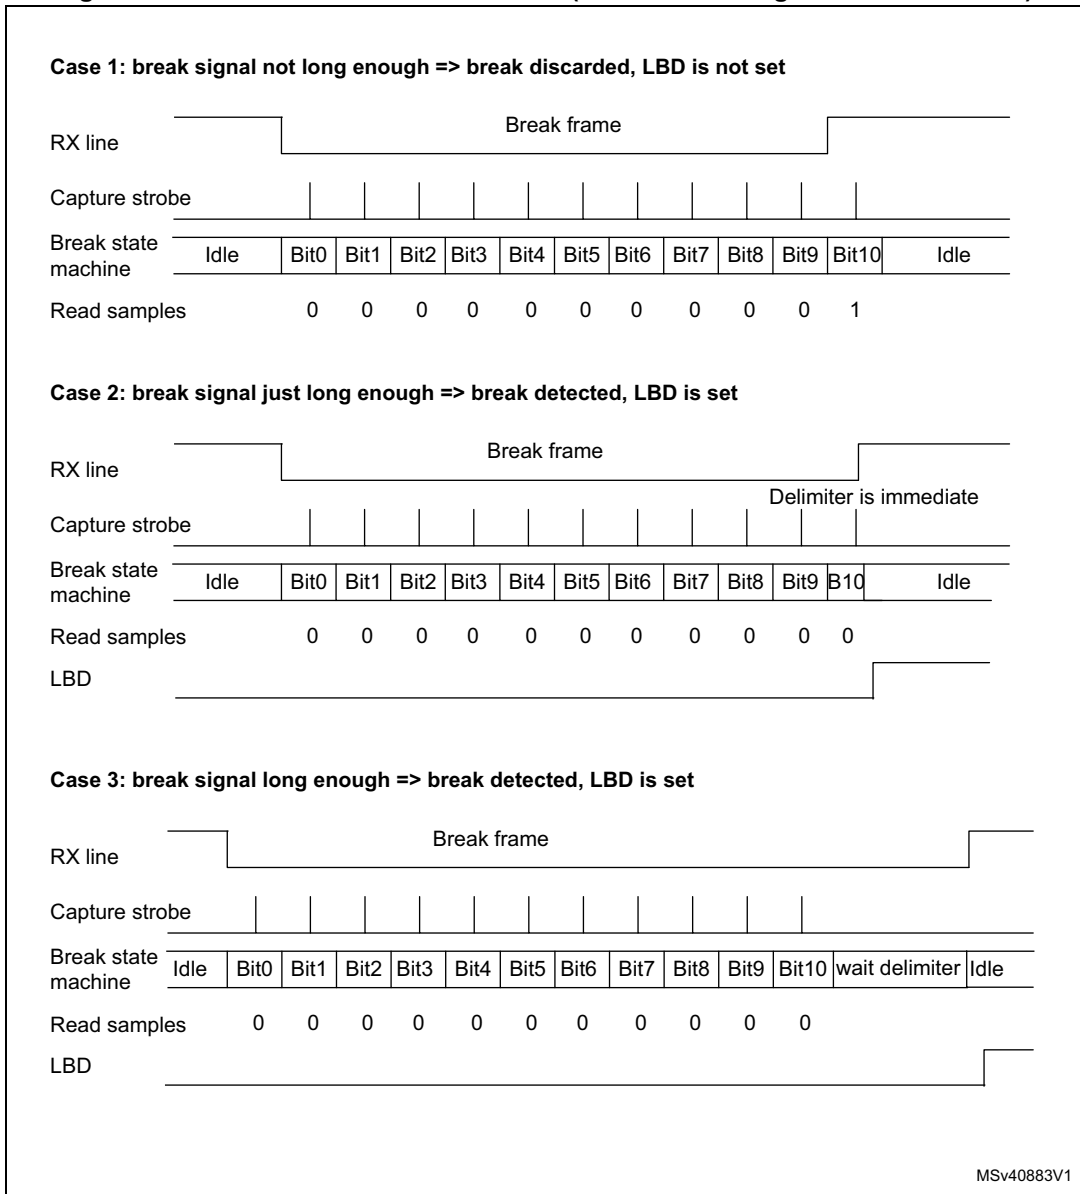 Case 1: break signal not long enough => break discarded, LBD is not set
Break frame
RX line
Capture strobe
Break state machine Idle Bit0 Bit1 Bit2 Bit3 Bit4 Bit5 Bit6 Bit7 Bit8 Bit9 Bit10 Idle
Read samples 0 0 0 0 0 0 0 0 0 0 1
Case 2: break signal just long enough => break detected, LBD is set
Break frame
RX line
Delimiter is immediate
Capture strobe
Break state machine Idle Bit0 Bit1 Bit2 Bit3 Bit4 Bit5 Bit6 Bit7 Bit8 Bit9 B10 Idle
Read samples 0 0 0 0 0 0 0 0 0 0 0
LBD
Case 3: break signal long enough => break detected, LBD is set
Break frame
RX line
Capture strobe
Break state machine Idle Bit0 Bit1 Bit2 Bit3 Bit4 Bit5 Bit6 Bit7 Bit8 Bit9 Bit10 wait delimiter Idle
Read samples 0 0 0 0 0 0 0 0 0 0 0
LBD
MSv40883V1